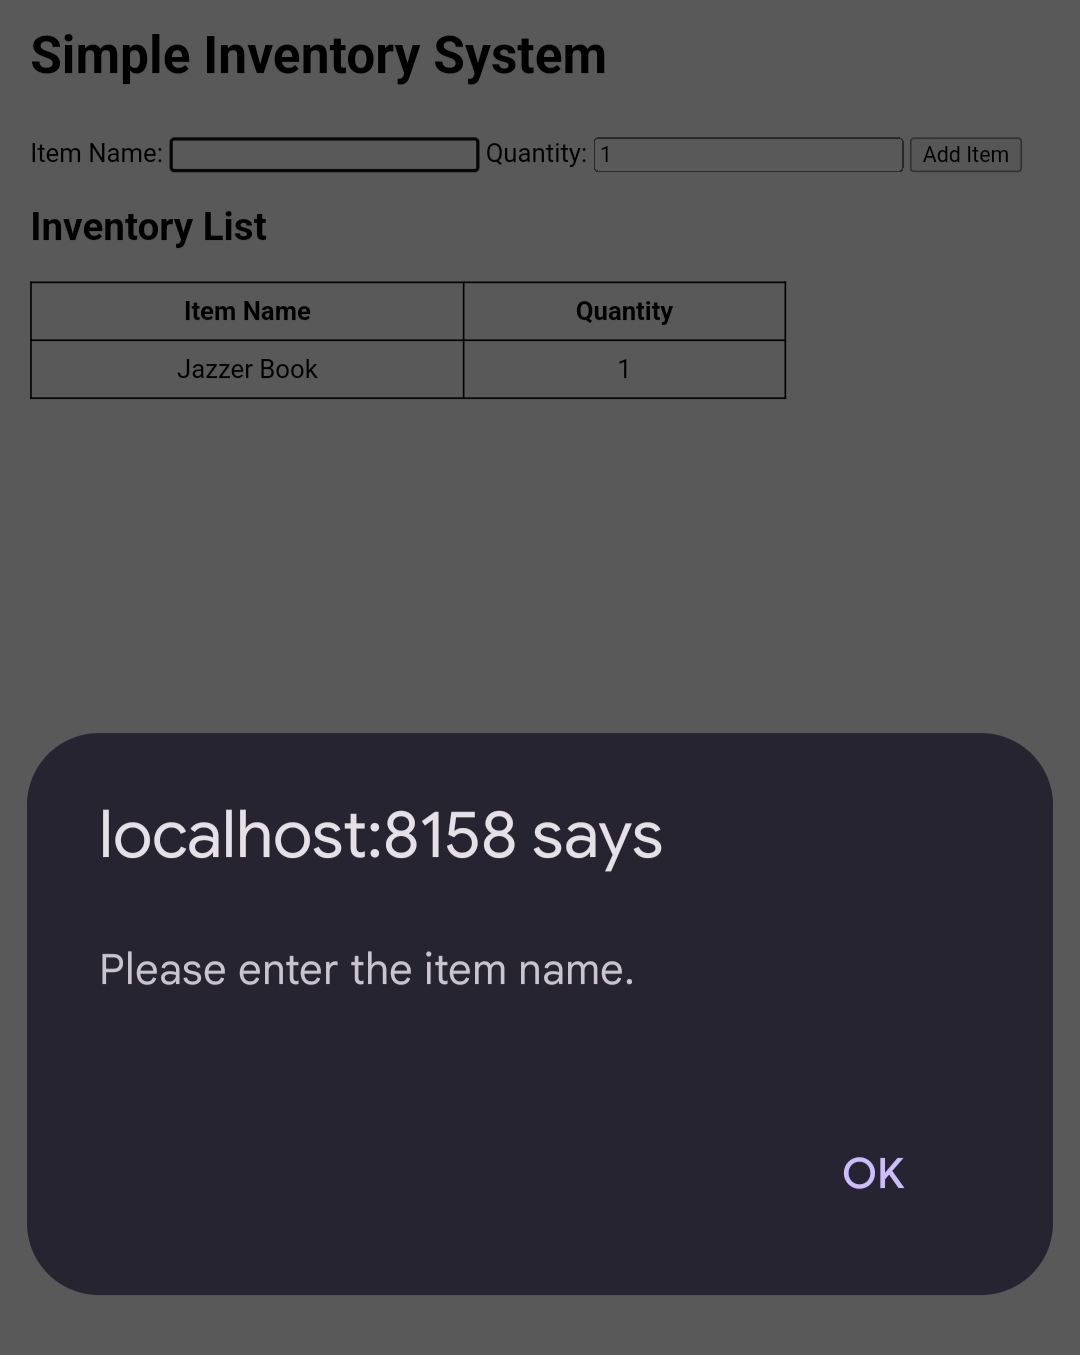 Simple Inventory System
Item Name: Quantity: 1 Add Item
Inventory List
Item Name Quantity
Jazzer Book 1
localhost:8158 says
Please enter the item name.
OK